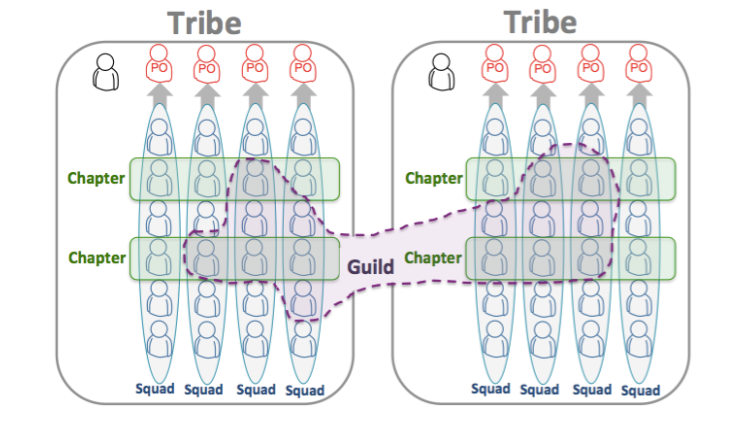 Tribe Tribe
PO PO PO PO PO PO PO PO
Chapter Chapter
Chapter Guild Chapter
Squad Squad Squad Squad Squad Squad Squad Squad